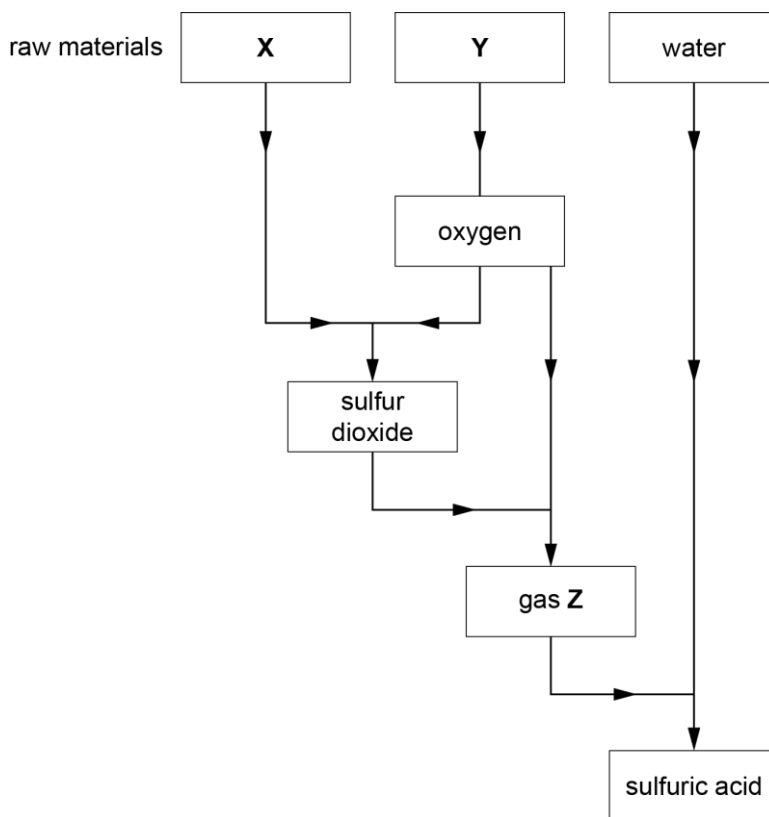 raw materials
X
Y
water
oxygen
sulfur
dioxide
gas Z
sulfuric acid